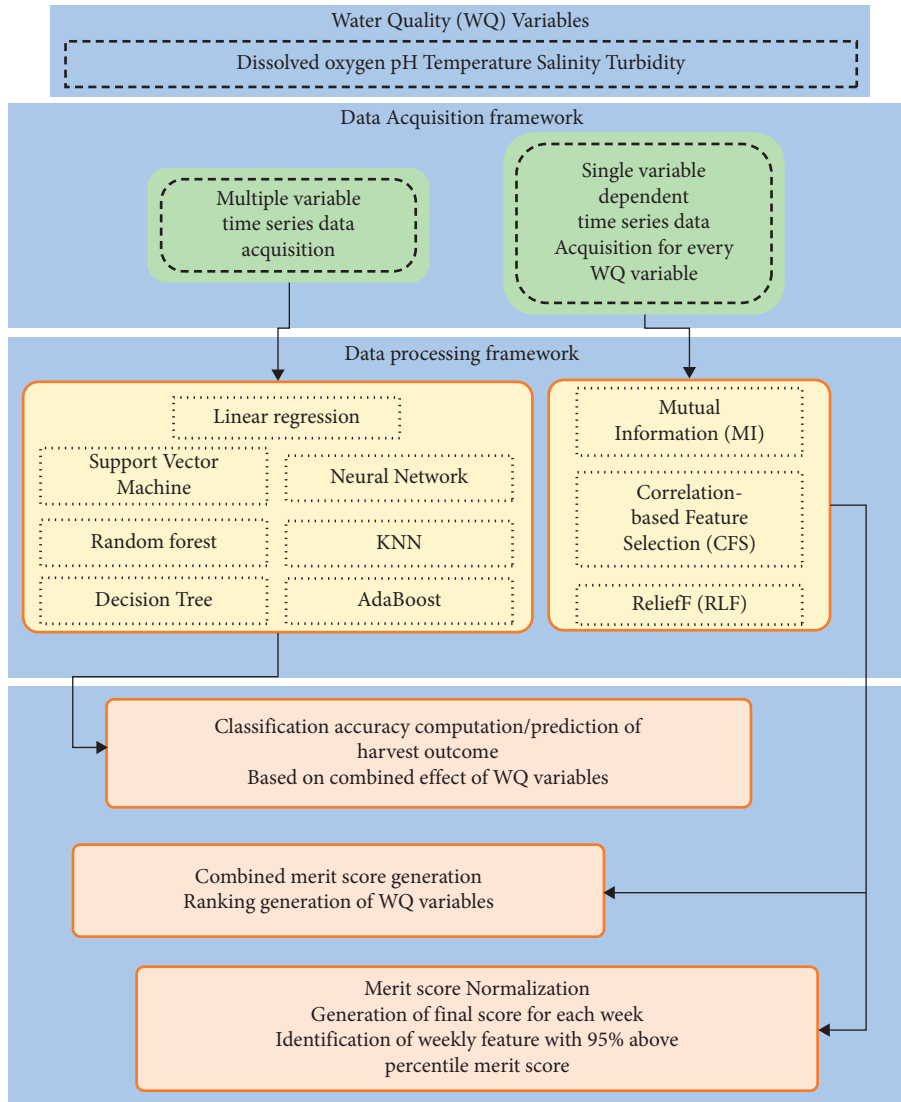 Water Quality (WQ) Variables
Dissolved oxygen pH Temperature Salinity Turbidity
Data Acquisition framework
Multiple variable
time series data
acquisition
Single variable
dependent
time series data
Acquisition for every
WQ variable
Data processing framework
Linear regression
Support Vector
Machine
Neural Network
Random forest
KNN
Decision Tree
AdaBoost
Mutual
Information (MI)
Correlation-
based Feature
Selection (CFS)
ReliefF (RLF)
Classification accuracy computation/prediction of
harvest outcome
Based on combined effect of WQ variables
Combined merit score generation
Ranking generation of WQ variables
Merit score Normalization
Generation of final score for each week
Identification of weekly feature with 95% above
percentile merit score